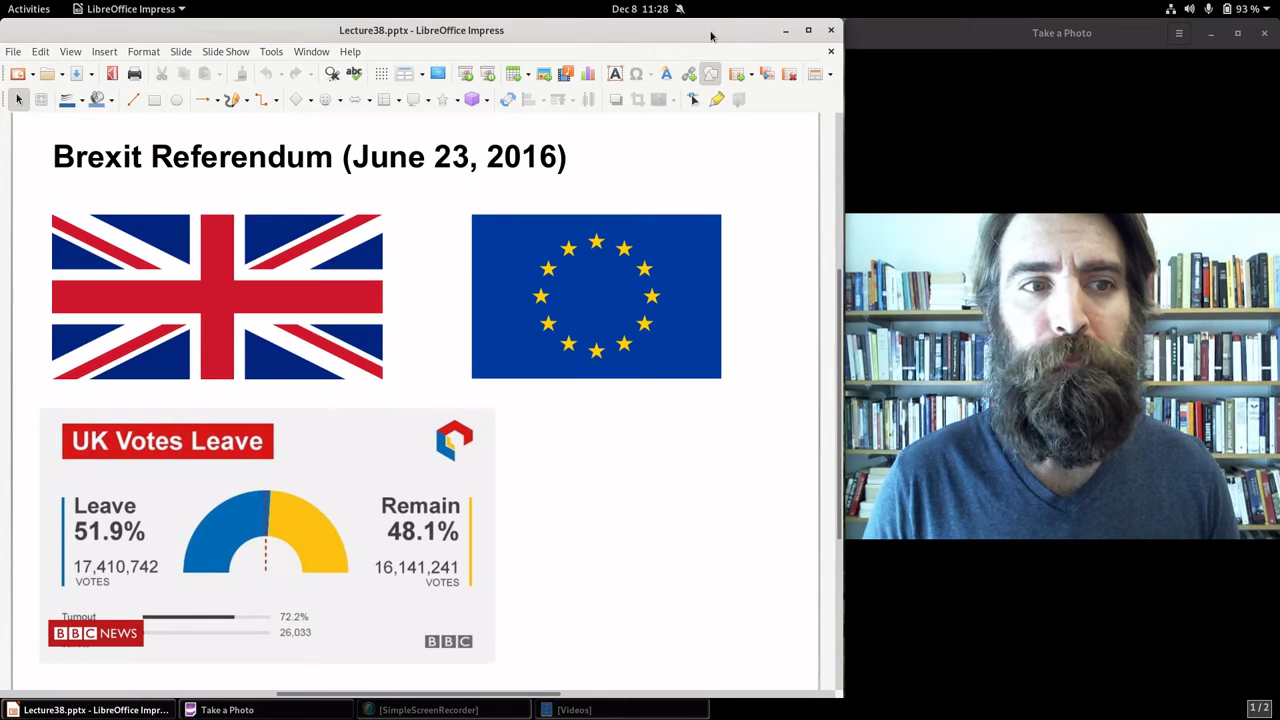 Activities
LibreOffice Impress
Dec 8 11:28
93 %
Lecture38.pptx - LibreOffice Impress
Take a Photo
File Edit View Insert Format Slide Slide Show Tools Window Help
Brexit Referendum (June 23, 2016)
UK Votes Leave
Leave
51.9%
17,410,742
VOTES
Remain
48.1%
16,141,241
VOTES
Turnout 72.2%
26,033
BBC NEWS
BBC
Lecture38.pptx - LibreOffice Impr...
Take a Photo
[SimpleScreenRecorder]
[Videos]
1 / 2